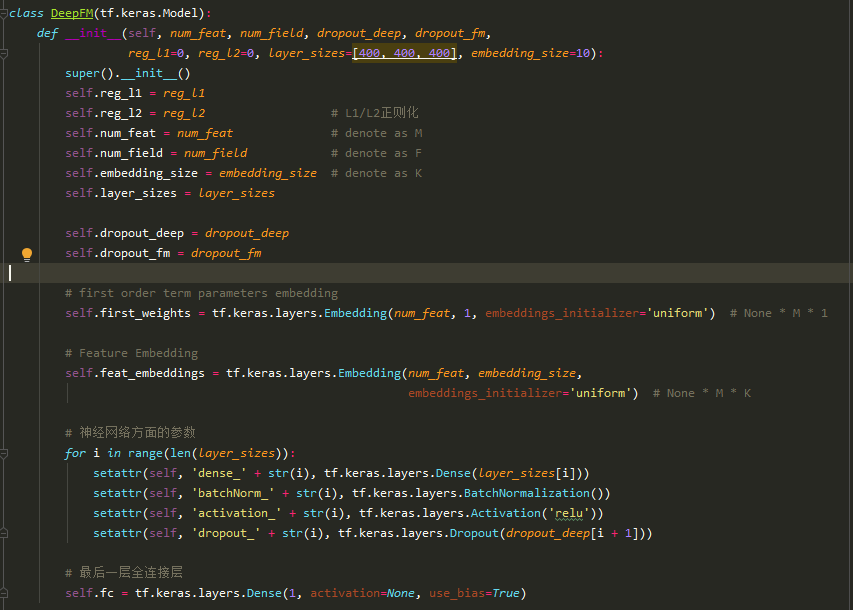 class DeepFM(tf.keras.Model):
def __init__(self, num_feat, num_field, dropout_deep, dropout_fm,
reg_l1=0, reg_l2=0, layer_sizes=[400, 400, 400], embedding_size=10):
super().__init__()
self.reg_l1 = reg_l1
self.reg_l2 = reg_l2 # L1/L2正则化
self.num_feat = num_feat # denote as M
self.num_field = num_field # denote as F
self.embedding_size = embedding_size # denote as K
self.layer_sizes = layer_sizes
self.dropout_deep = dropout_deep
self.dropout_fm = dropout_fm
# first order term parameters embedding
self.first_weights = tf.keras.layers.Embedding(num_feat, 1, embeddings_initializer='uniform') # None * M * 1
# Feature Embedding
self.feat_embeddings = tf.keras.layers.Embedding(num_feat, embedding_size,
embeddings_initializer='uniform') # None * M * K
# 神经网络方面的参数
for i in range(len(layer_sizes)):
setattr(self, 'dense_' + str(i), tf.keras.layers.Dense(layer_sizes[i]))
setattr(self, 'batchNorm_' + str(i), tf.keras.layers.BatchNormalization())
setattr(self, 'activation_' + str(i), tf.keras.layers.Activation('relu'))
setattr(self, 'dropout_' + str(i), tf.keras.layers.Dropout(dropout_deep[i + 1]))
# 最后一层全连接层
self.fc = tf.keras.layers.Dense(1, activation=None, use_bias=True)